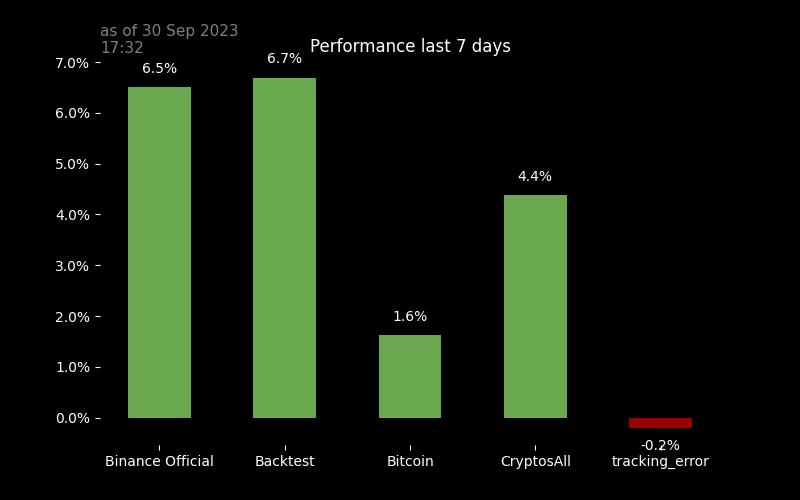 as of 30 Sep 2023
17:32
Performance last 7 days
7.0%
6.0%
5.0%
4.0%
3.0%
2.0%
1.0%
0.0%
6.5%
6.7%
1.6%
4.4%
-0.2%
Binance Official
Backtest
Bitcoin
CryptosAll
tracking_error